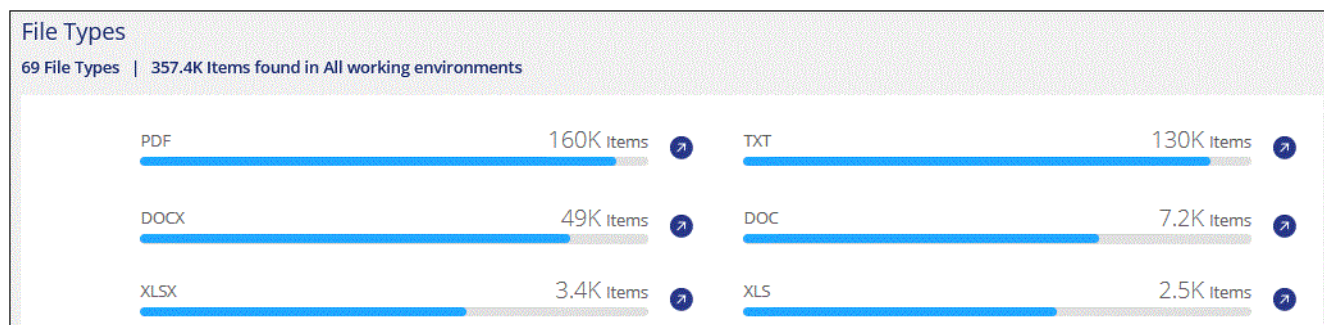 File Types
69 File Types | 357.4K Items found in All working environments
PDF 160K Items
TXT 130K Items
DOCX 49K Items
DOC 7.2K Items
XLSX 3.4K Items
XLS 2.5K Items